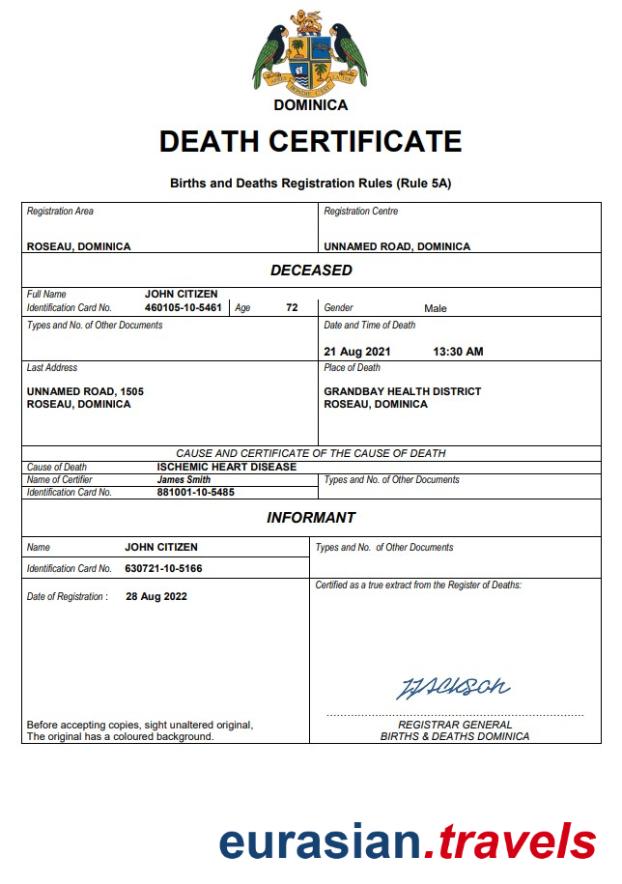 DOMINICA
DEATH CERTIFICATE
Births and Deaths Registration Rules (Rule 5A)
Registration Area
ROSEAU, DOMINICA
Registration Centre
UNNAMED ROAD, DOMINICA
DECEASED
Full Name JOHN CITIZEN
Identification Card No. 460105-10-5461 Age 72 Gender Male
Types and No. of Other Documents
Date and Time of Death
21 Aug 2021 13:30 AM
Last Address
UNNAMED ROAD, 1505
ROSEAU, DOMINICA
Place of Death
GRANDBAY HEALTH DISTRICT
ROSEAU, DOMINICA
CAUSE AND CERTIFICATE OF THE CAUSE OF DEATH
Cause of Death ISCHEMIC HEART DISEASE
Name of Certifier James Smith
Identification Card No. 881001-10-5485
Types and No. of Other Documents
INFORMANT
Name JOHN CITIZEN
Identification Card No. 630721-10-5166
Types and No. of Other Documents
Date of Registration : 28 Aug 2022
Before accepting copies, sight unaltered original,
The original has a coloured background.
Certified as a true extract from the Register of Deaths:
JJackson
REGISTRAR GENERAL
BIRTHS & DEATHS DOMINICA
eurasian.travels